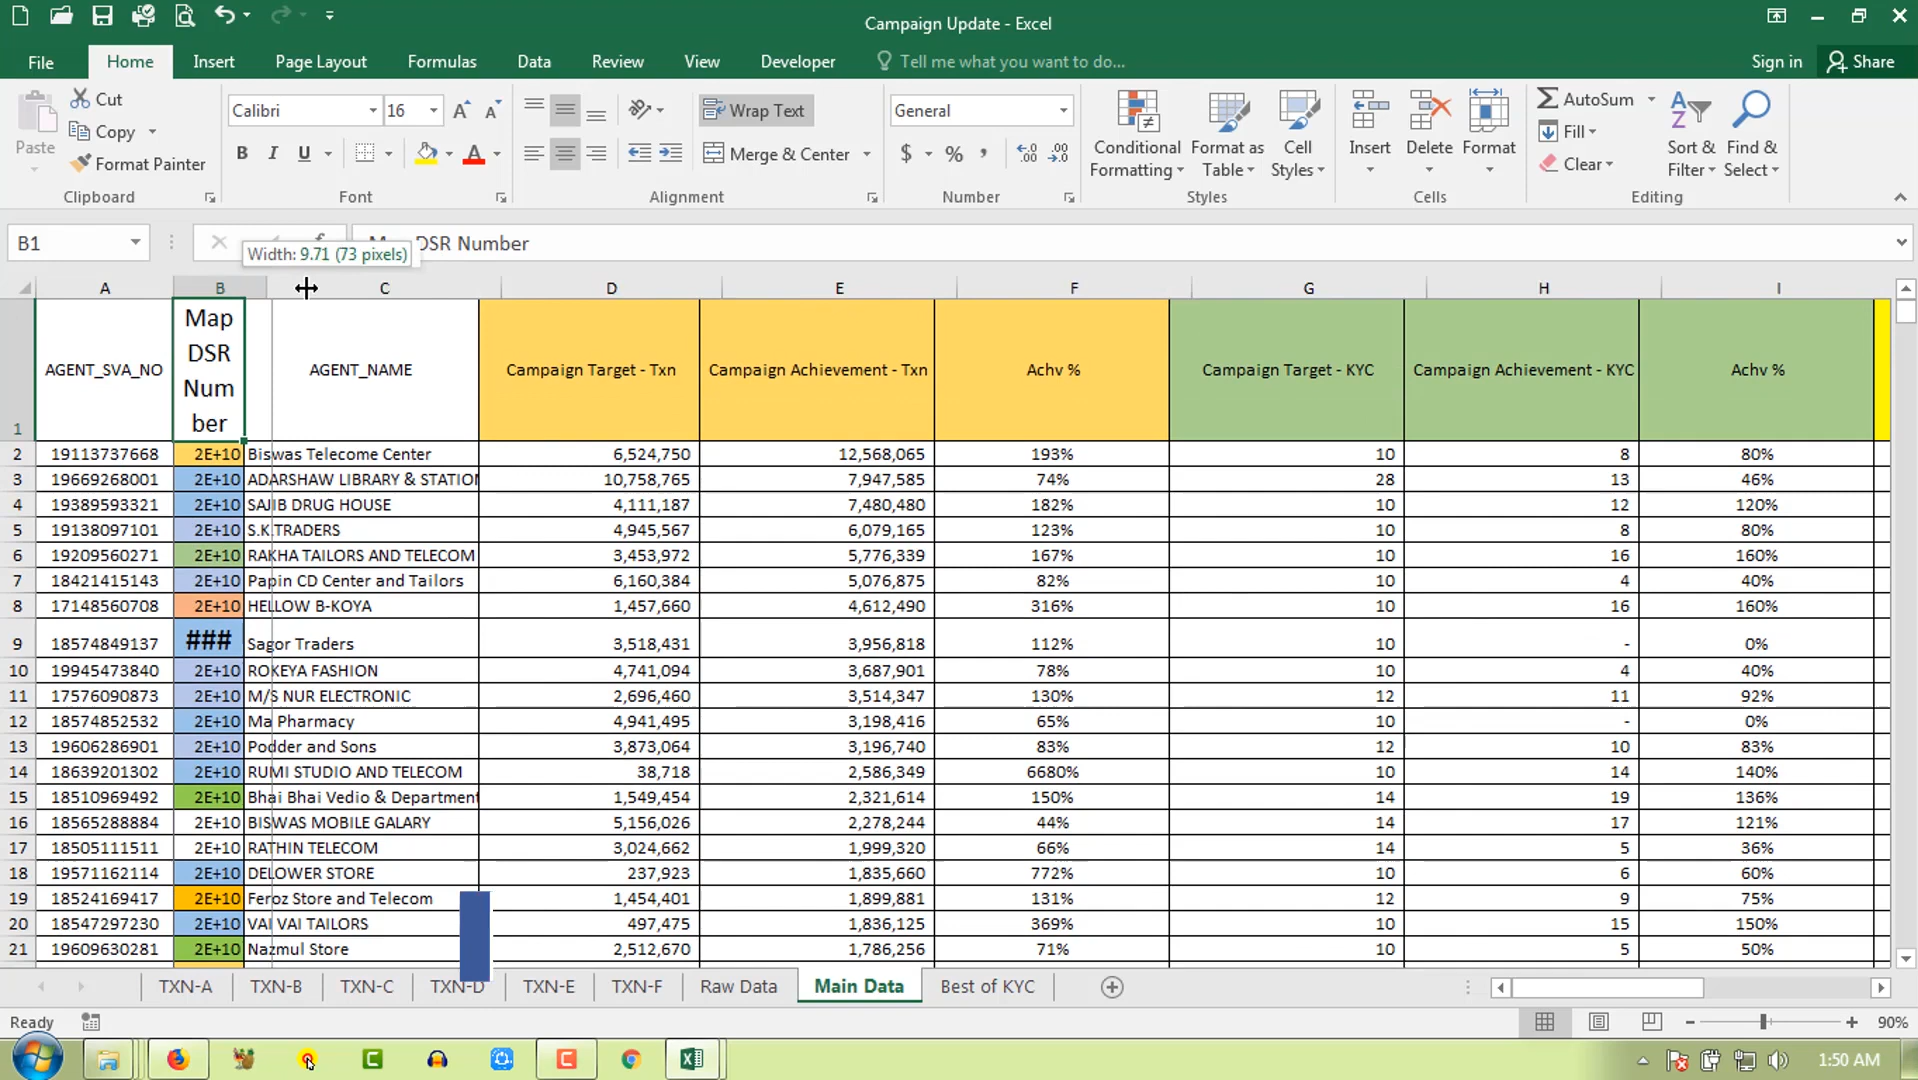 Campaign Update - Excel
File Home Insert Page Layout Formulas Data Review View Developer Tell me what you want to do... Sign in Share
Paste
Cut
Copy
Format Painter
Clipboard
Calibri 16
B I U A
Font
Wrap Text
Merge & Center
Alignment
General
$ % ,
Number
Conditional Formatting
Format as Table
Cell Styles
Styles
Insert Delete Format
Cells
AutoSum
Fill
Clear
Sort & Filter
Find & Select
Editing
B1 DSR Number
Width: 9.71 (73 pixels)
A B C D E F G H I
1 AGENT_SVA_NO Map DSR Num ber AGENT_NAME Campaign Target - Txn Campaign Achievement - Txn Achv % Campaign Target - KYC Campaign Achievement - KYC Achv %
2 19113737668 2E+10 Biswas Telecome Center 6,524,750 12,568,065 193% 10 8 80%
3 19669268001 2E+10 ADARSHAW LIBRARY & STATION 10,758,765 7,947,585 74% 28 13 46%
4 19389593321 2E+10 SAJIB DRUG HOUSE 4,111,187 7,480,480 182% 10 12 120%
5 19138097101 2E+10 S.K.TRADERS 4,945,567 6,079,165 123% 10 8 80%
6 19209560271 2E+10 RAKHA TAILORS AND TELECOM 3,453,972 5,776,339 167% 10 16 160%
7 18421415143 2E+10 Papin CD Center and Tailors 6,160,384 5,076,875 82% 10 4 40%
8 17148560708 2E+10 HELLOW B-KOYA 1,457,660 4,612,490 316% 10 16 160%
9 18574849137 ### Sagor Traders 3,518,431 3,956,818 112% 10 - 0%
10 19945473840 2E+10 ROKEYA FASHION 4,741,094 3,687,901 78% 10 4 40%
11 17576090873 2E+10 M/S NUR ELECTRONIC 2,696,460 3,514,347 130% 12 11 92%
12 18574852532 2E+10 Ma Pharmacy 4,941,495 3,198,416 65% 10 - 0%
13 19606286901 2E+10 Podder and Sons 3,873,064 3,196,740 83% 12 10 83%
14 18639201302 2E+10 RUMI STUDIO AND TELECOM 38,718 2,586,349 6680% 10 14 140%
15 18510969492 2E+10 Bhai Bhai Vedio & Department 1,549,454 2,321,614 150% 14 19 136%
16 18565288884 2E+10 BISWAS MOBILE GALARY 5,156,026 2,278,244 44% 14 17 121%
17 18505111511 2E+10 RATHIN TELECOM 3,024,662 1,999,320 66% 14 5 36%
18 19571162114 2E+10 DELOWER STORE 237,923 1,835,660 772% 10 6 60%
19 18524169417 2E+10 Feroz Store and Telecom 1,454,401 1,899,881 131% 12 9 75%
20 18547297230 2E+10 VAI VAI TAILORS 497,475 1,836,125 369% 10 15 150%
21 19609630281 2E+10 Nazmul Store 2,512,670 1,786,256 71% 10 5 50%
TXN-A TXN-B TXN-C TXN-D TXN-E TXN-F Raw Data Main Data Best of KYC
Ready 90%
1:50 AM